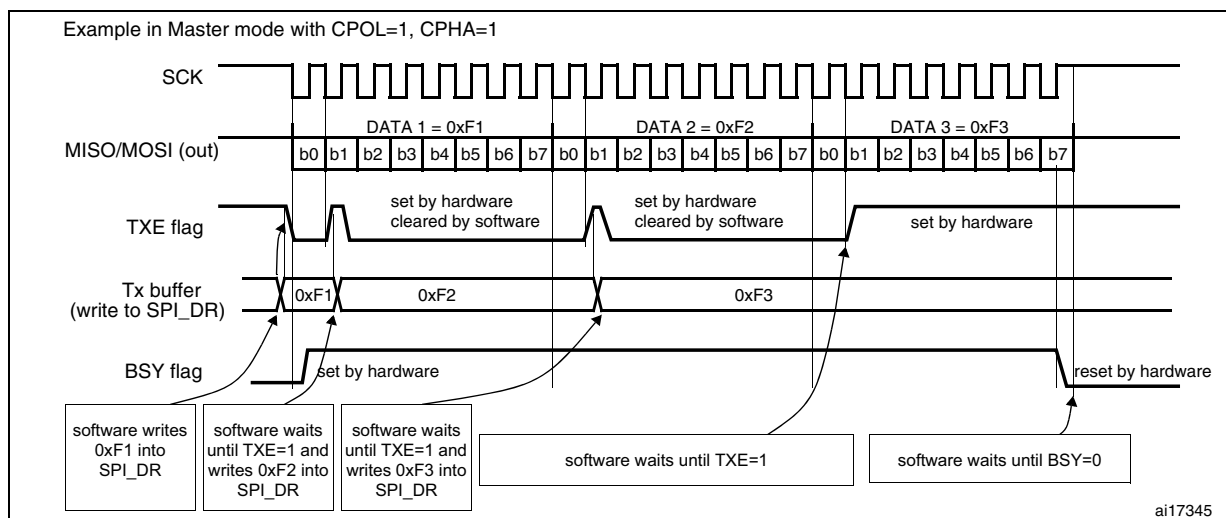 Example in Master mode with CPOL=1, CPHA=1
SCK
DATA 1 = 0xF1 DATA 2 = 0xF2 DATA 3 = 0xF3
MISO/MOSI (out)
b0 b1 b2 b3 b4 b5 b6 b7 b0 b1 b2 b3 b4 b5 b6 b7 b0 b1 b2 b3 b4 b5 b6 b7
TXE flag
set by hardware
cleared by software
set by hardware
cleared by software
set by hardware
Tx buffer
(write to SPI_DR)
0xF1 0xF2 0xF3
BSY flag
set by hardware
reset by hardware
software writes
0xF1 into
SPI_DR
software waits
until TXE=1 and
writes 0xF2 into
SPI_DR
software waits
until TXE=1 and
writes 0xF3 into
SPI_DR
software waits until TXE=1
software waits until BSY=0
ai17345